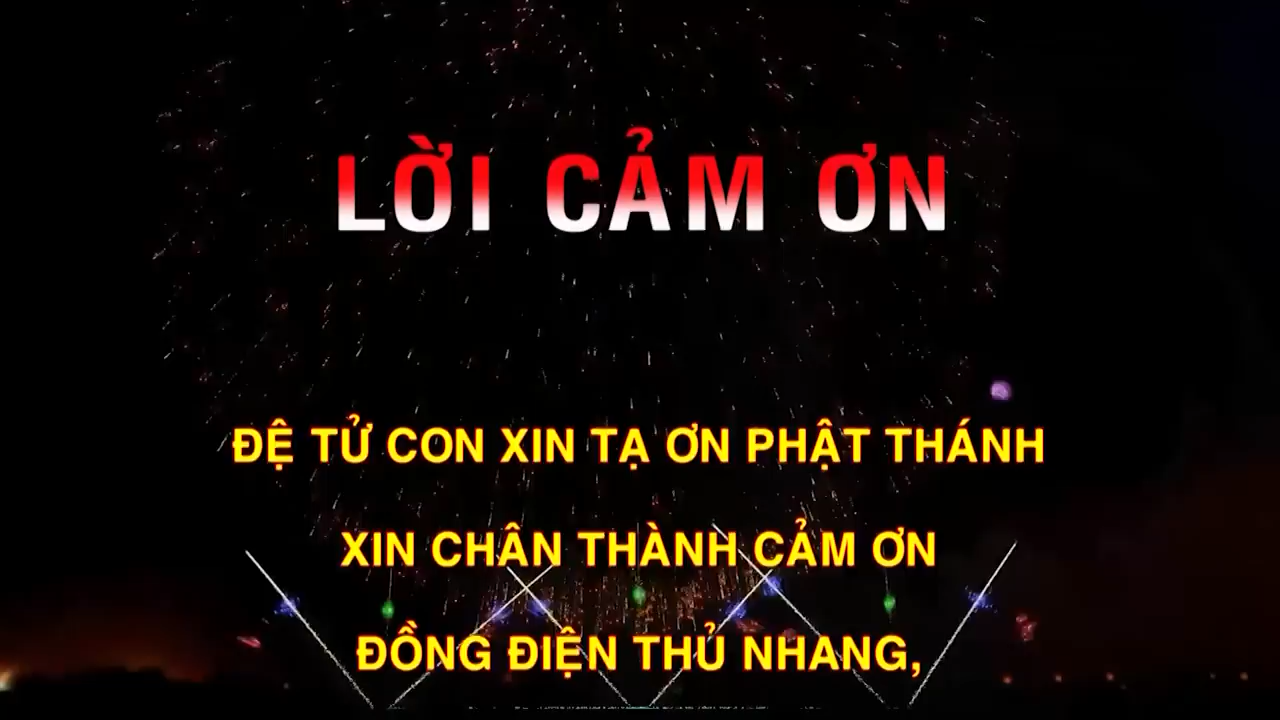 LỜI CẢM ƠN
ĐỆ TỬ CON XIN TẠ ƠN PHẬT THÁNH
XIN CHÂN THÀNH CẢM ƠN
ĐỒNG ĐIỆN THỦ NHANG,